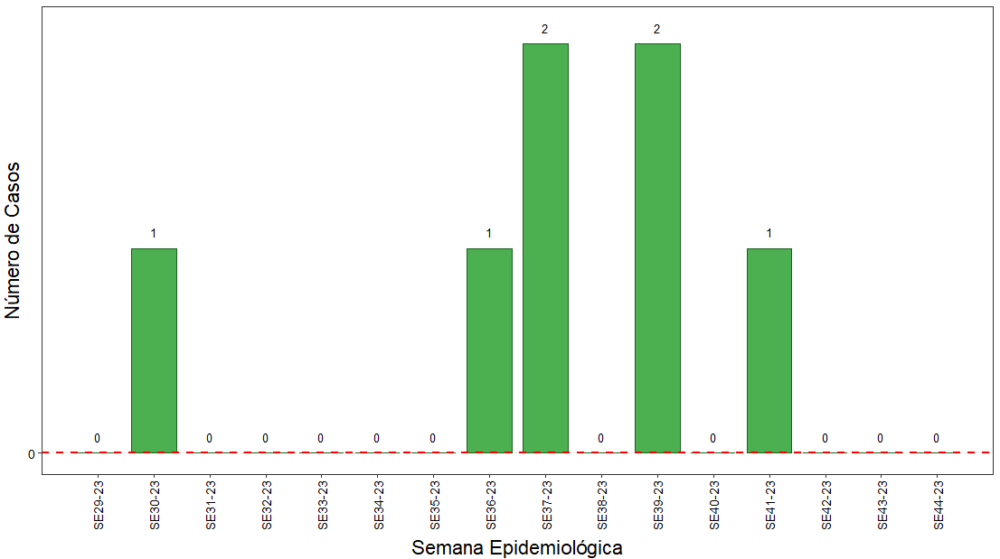 Número de Casos
2
2
1
1
1
0
0
0
0
0
0
0
0
0
0
0
0
SE29-23
SE30-23
SE31-23
SE32-23
SE33-23
SE34-23
SE35-23
SE36-23
SE37-23
SE38-23
SE39-23
SE40-23
SE41-23
SE42-23
SE43-23
SE44-23
Semana Epidemiológica